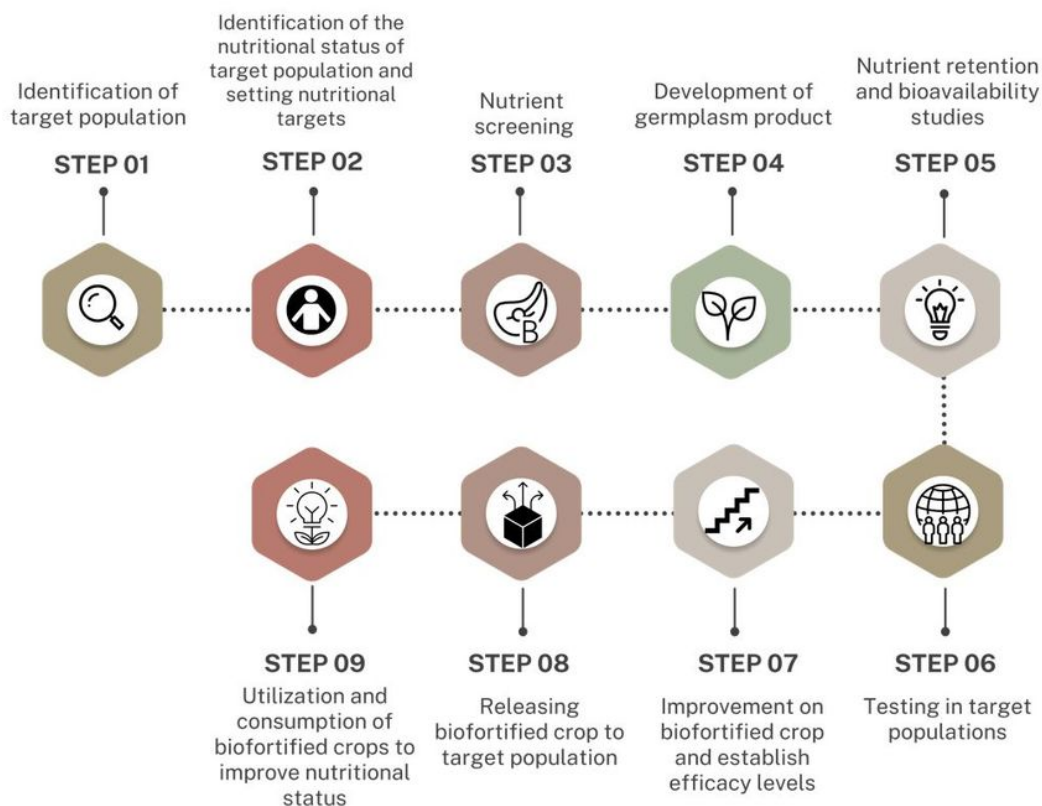 Identification of
target population
STEP 01
Identification of the
nutritional status of
target population and
setting nutritional
targets
STEP 02
Nutrient
screening
STEP 03
Development of
germplasm product
STEP 04
Nutrient retention
and bioavailability
studies
STEP 05
B
STEP 09
Utilization and
consumption of
biofortified crops to
improve nutritional
status
STEP 08
Releasing
biofortified crop to
target population
STEP 07
Improvement on
biofortified crop
and establish
efficacy levels
STEP 06
Testing in target
populations